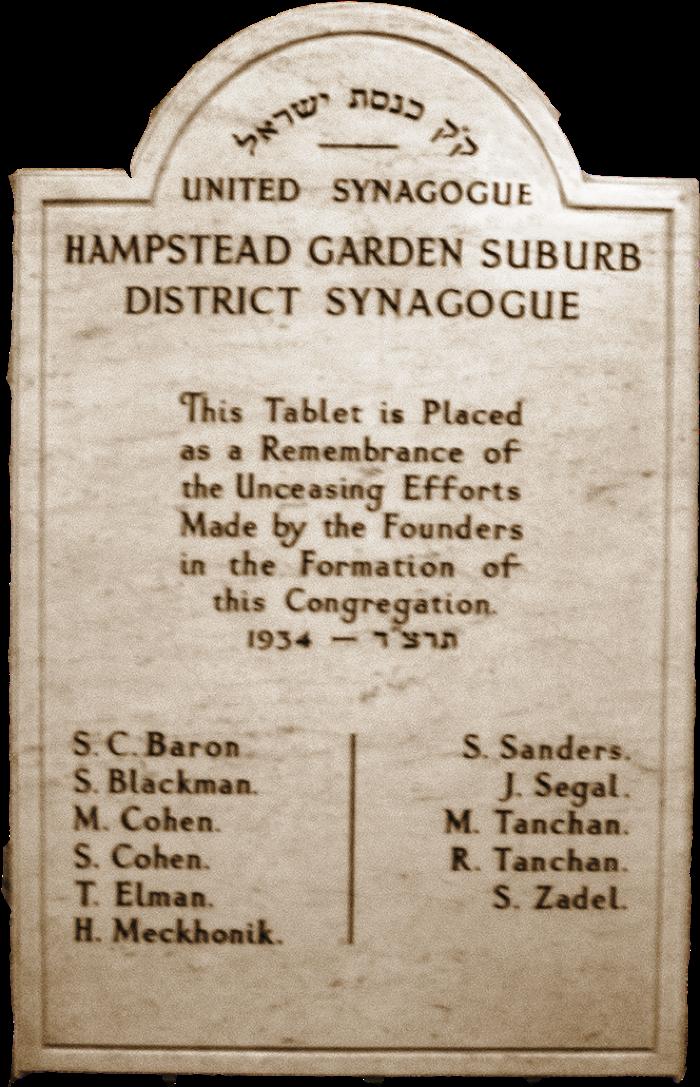 ק״ק כנסת ישראל
UNITED SYNAGOGUE
HAMPSTEAD GARDEN SUBURB
DISTRICT SYNAGOGUE
This Tablet is Placed
as a Remembrance of
the Unceasing Efforts
Made by the Founders
in the Formation of
this Congregation.
1934 — תרצ״ד
S. C. Baron
S. Blackman.
M. Cohen.
S. Cohen.
T. Elman.
H. Meckhonik.
S. Sanders.
J. Segal.
M. Tanchan.
R. Tanchan.
S. Zadel.